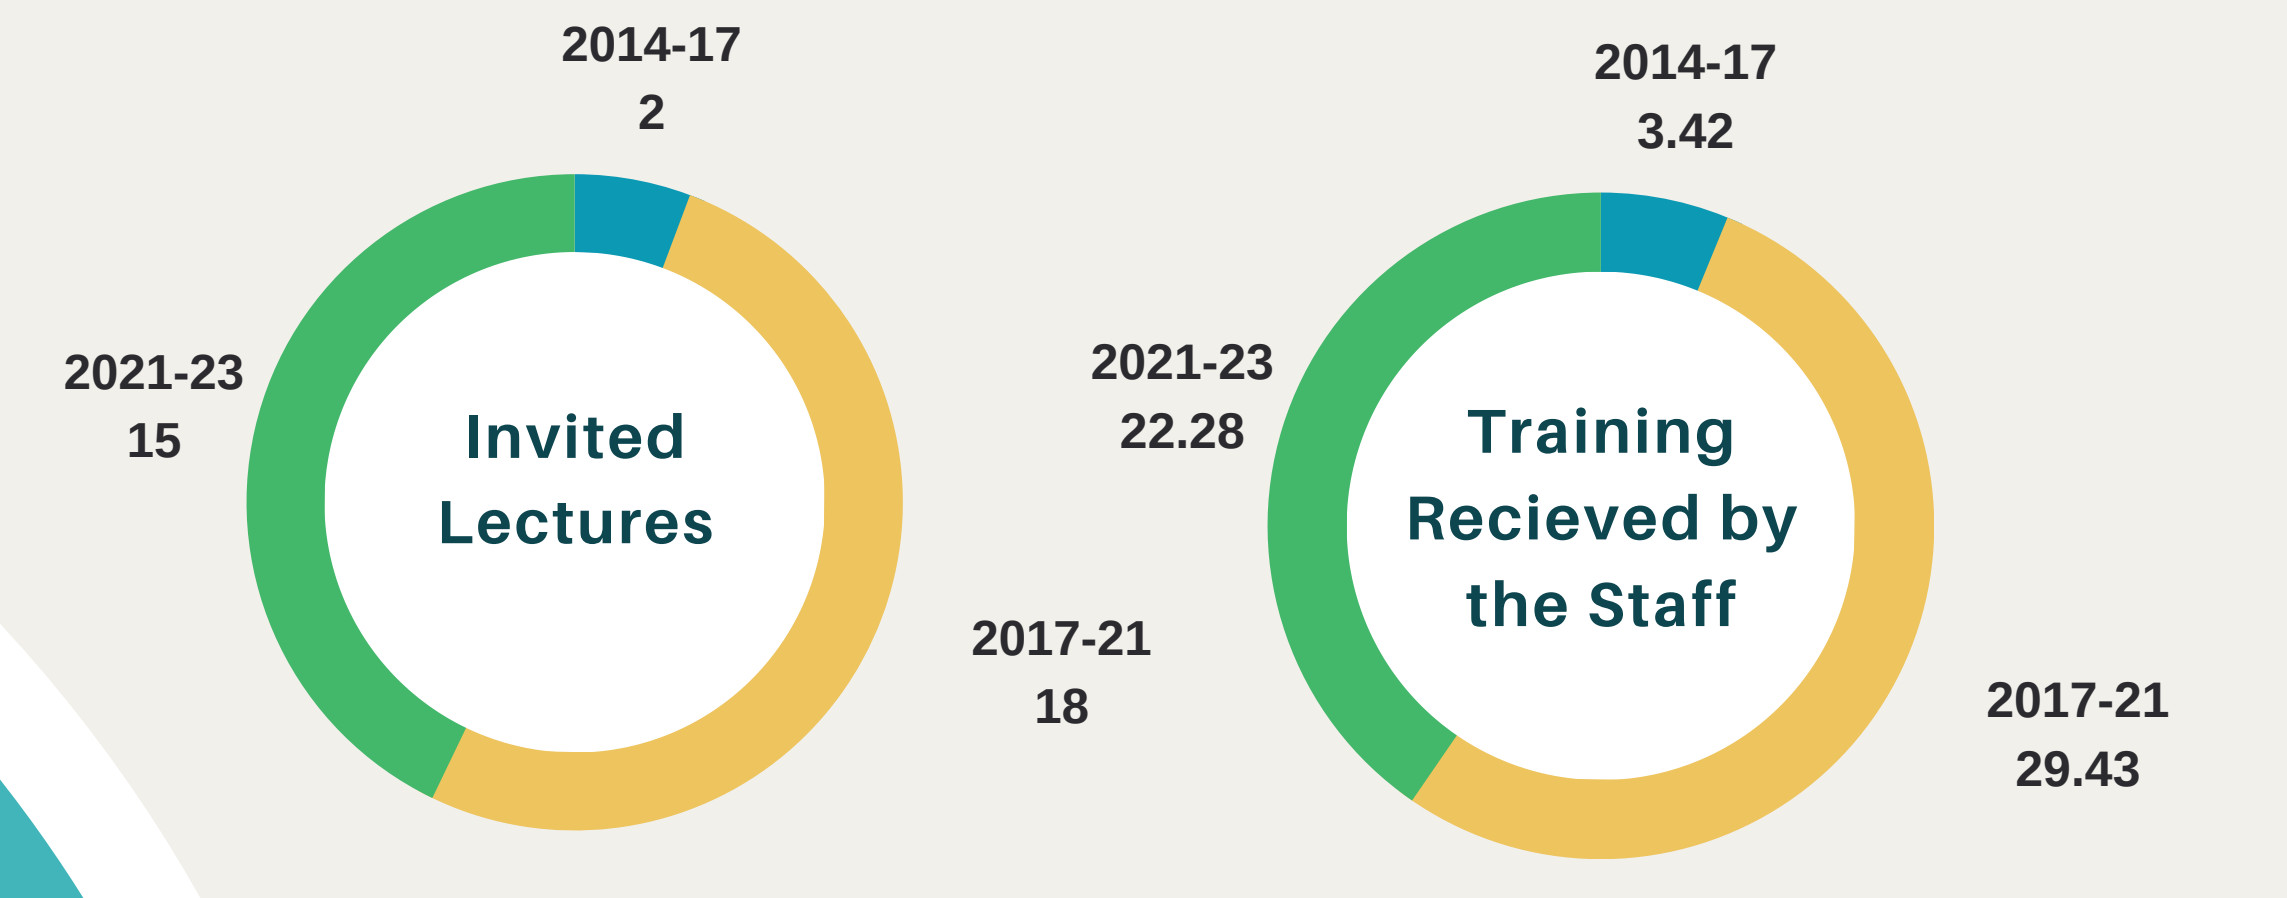 2014-17
2
2021-23
15
Invited
Lectures
2017-21
18
2014-17
3.42
2021-23
22.28
Training
Recieved by
the Staff
2017-21
29.43